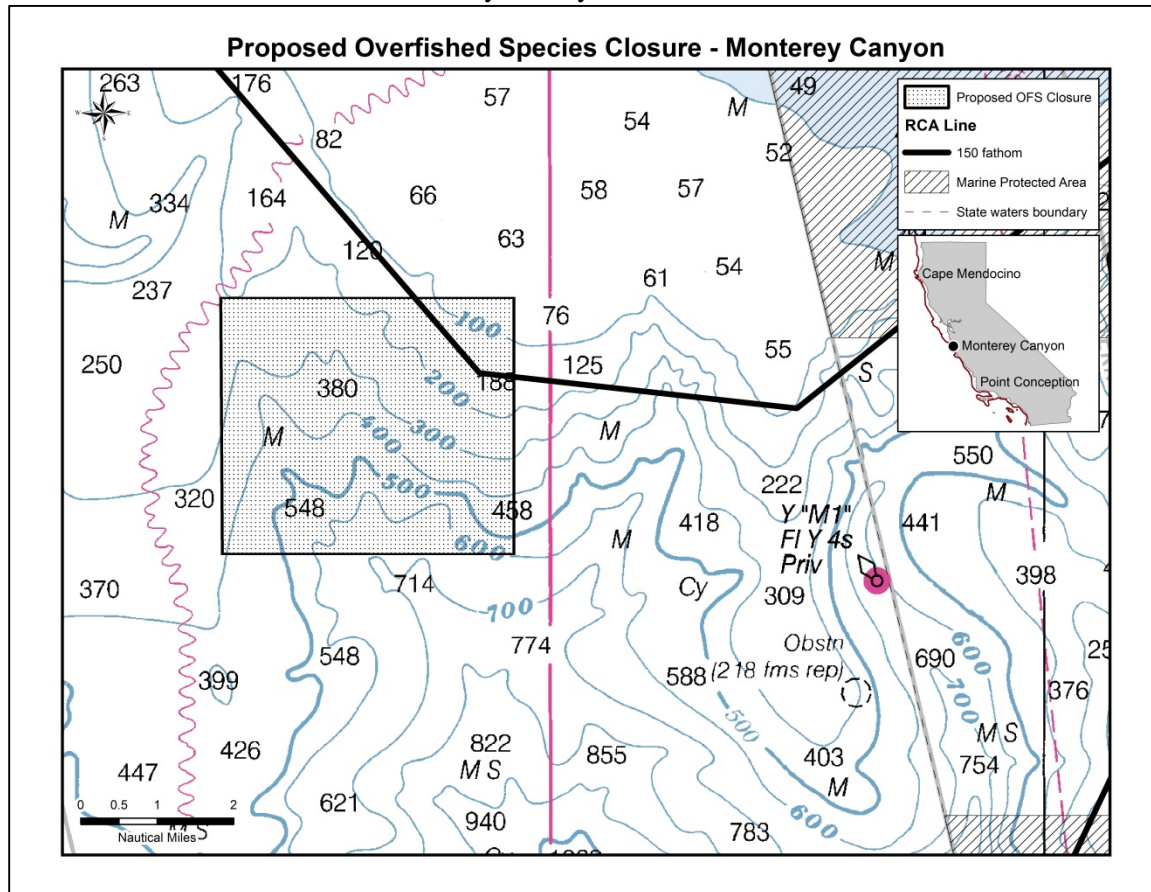 Proposed Overfished Species Closure - Monterey Canyon
263
176
57
49
M
54
82
52
334
164
66
58
57
M
63
120
54
M
237
61
100
76
250
55
125
188
S
380
200
M
300
M
400
500
550
M
320
548
458
222
418
441
Y "M1"
Fl Y 4s
Priv
M
600
714
398
370
Cy
309
700
774
Obstn
(218 fms rep)
548
588
690
600
399
376
700
500
M S
426
822
855
403
754
447
M S
M
621
940
783
600
0 0.5 1 2
Nautical Miles
M S
Proposed OFS Closure
RCA Line
150 fathom
Marine Protected Area
State waters boundary
Cape Mendocino
Monterey Canyon
Point Conception
W
E
S